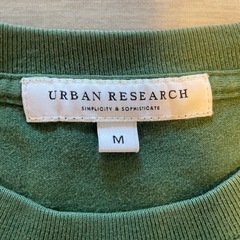 URBAN RESEARCH
SIMPLICITY & SOPHISTICATE
M